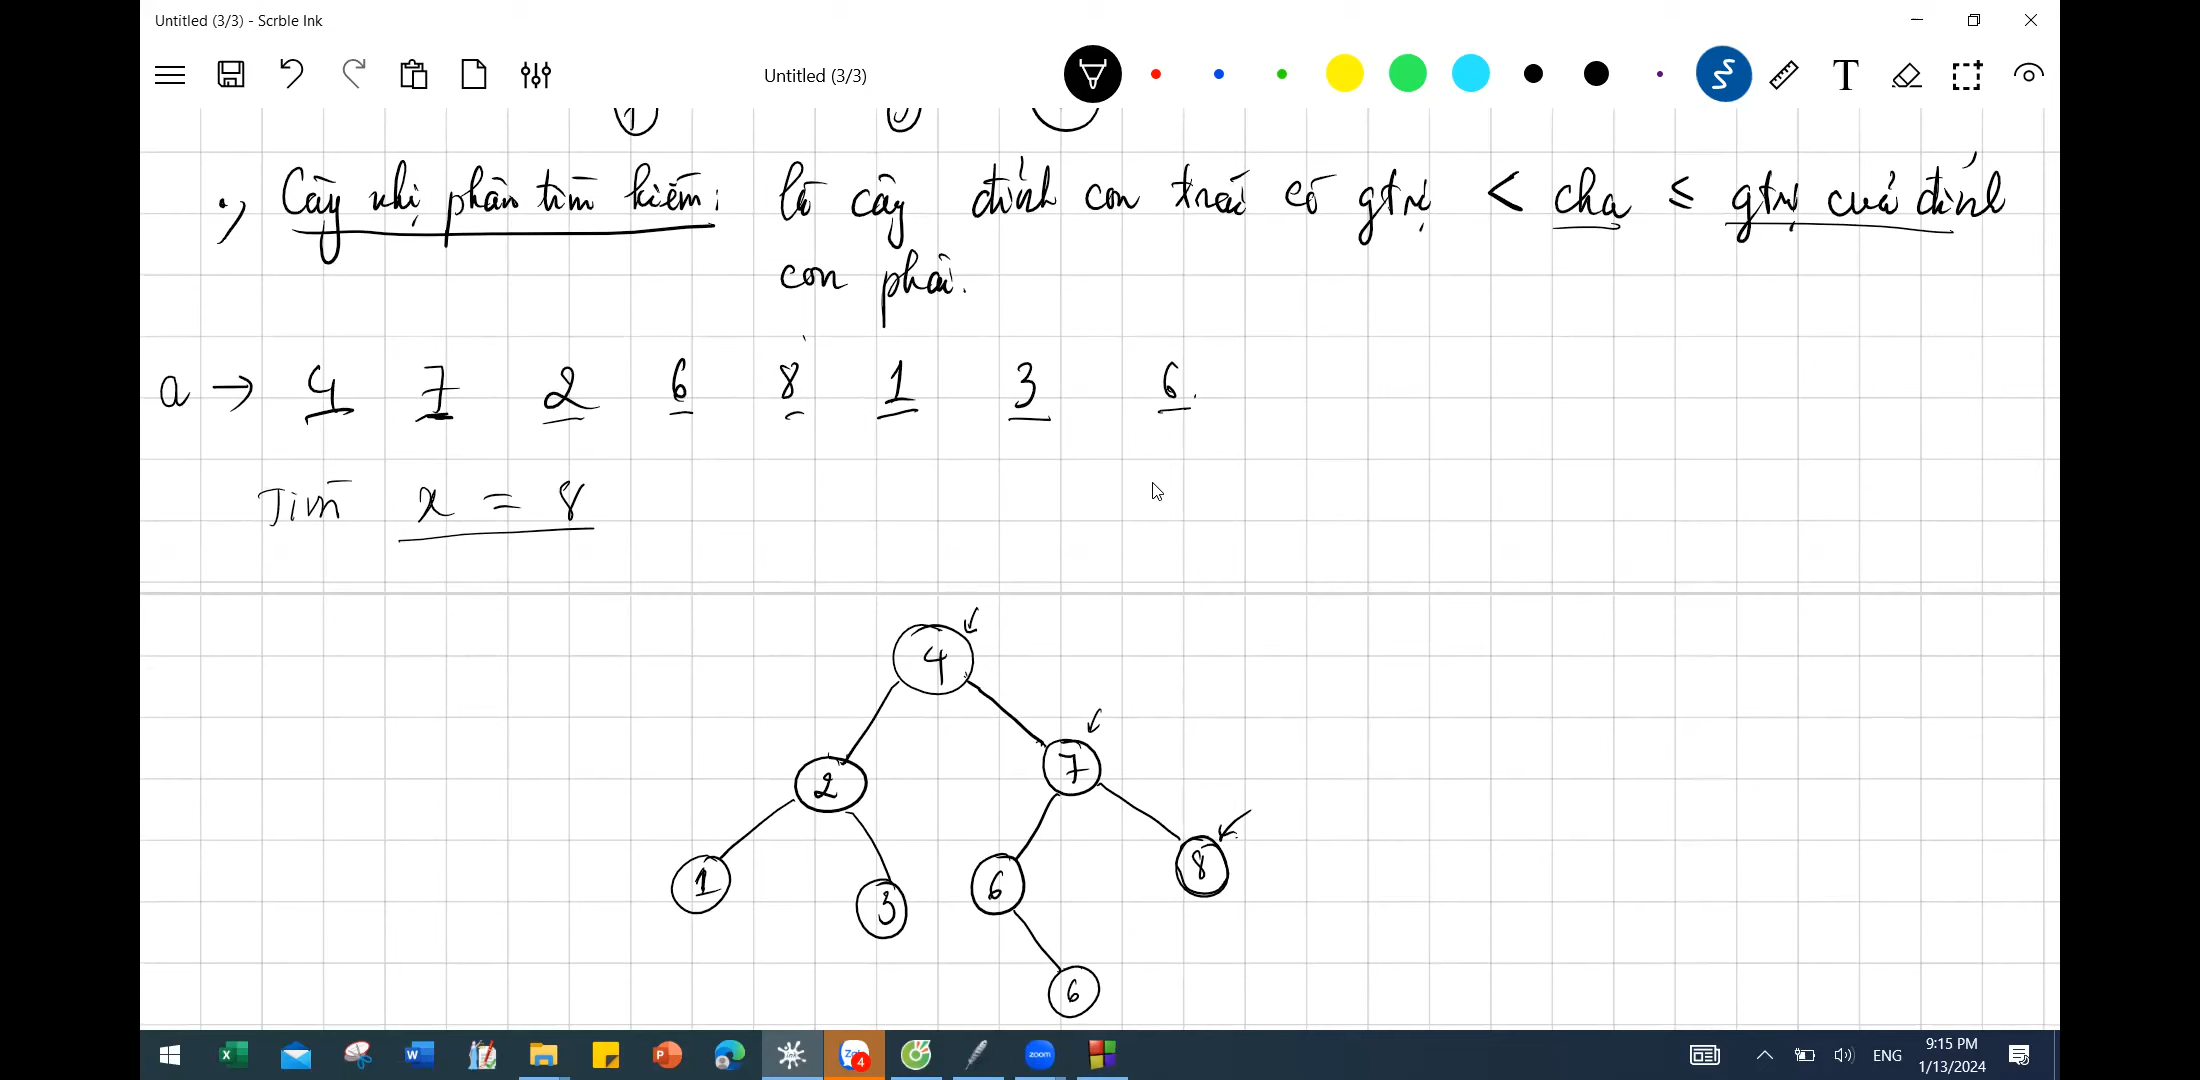 Untitled (3/3) - Scrble Ink
Untitled (3/3)
T
Cây nhị phân tìm kiếm: là cây đỉnh con trái có gtrị < cha ≤ gtrị của đỉnh
con phải.
a → 4 7 2 6 8 1 3 6.
Tìm x = 8
4
2 7
1 3 6 8
6
zoom
ENG
9:15 PM
1/13/2024
4